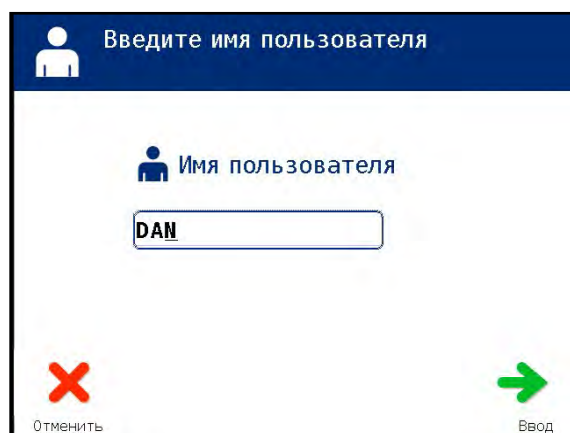 Введите имя пользователя
Имя пользователя
DAN
Отменить
Ввод